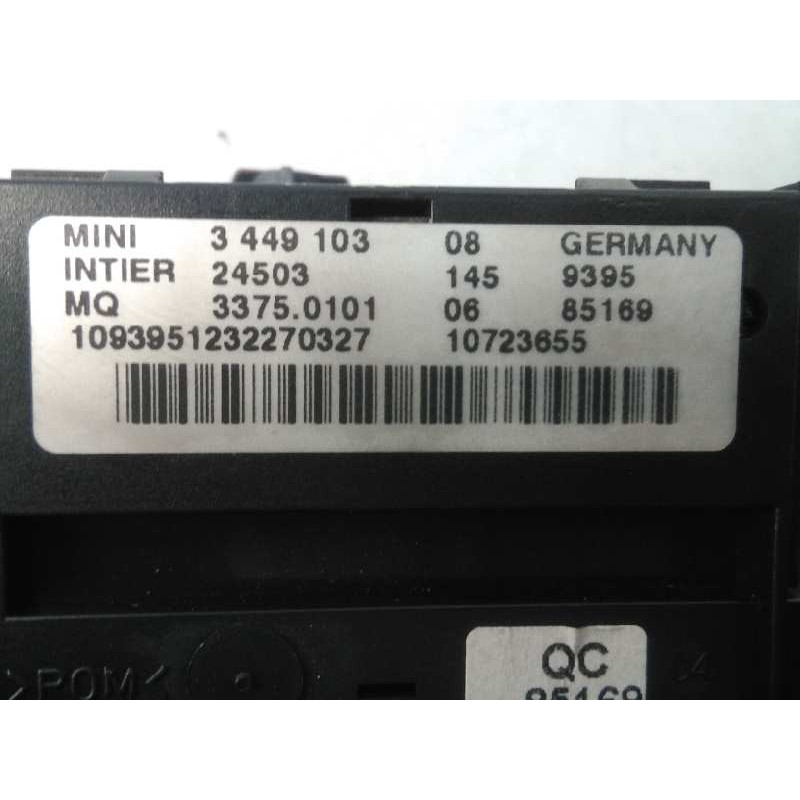 MINI 3 449 103 08 GERMANY
INTIER 24503 145 9395
MQ 3375.0101 06 85169
1093951232270327 10723655
QC
>POM<
85169